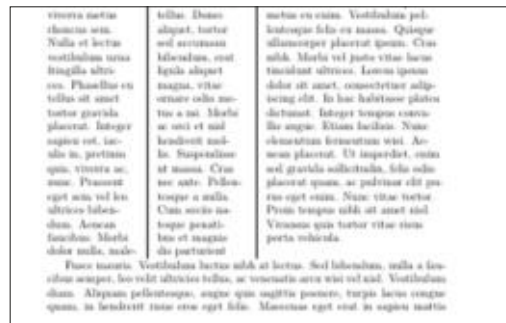 viverra metus
rhoncus sem.
Nulla et lectus
vestibulum urna
fringilla ultri-
ces. Phasellus eu
tellus sit amet
tortor gravida
placerat. Integer
sapien est, iac-
ulis in, pretium
quis, viverra ac,
nunc. Praesent
eget sem vel leo
ultrices biben-
dum. Aenean
faucibus. Morbi
dolor nulla, male-
tellus. Donec
aliquet, tortor
sed accumsan
bibendum, erat
ligula aliquet
magna, vitae
ornare odio me-
tus a mi. Morbi
ac orci et nisl
hendrerit mol-
lis. Suspendisse
ut massa. Cras
nec ante. Pellen-
tesque a nulla.
Cum sociis na-
toque penati-
bus et magnis
dis parturient
metus eu enim. Vestibulum pel-
lentesque felis eu massa. Quisque
ullamcorper placerat ipsum. Cras
nibh. Morbi vel justo vitae lacus
tincidunt ultrices. Lorem ipsum
dolor sit amet, consectetuer adip-
iscing elit. In hac habitasse platea
dictumst. Integer tempus conva-
llis augue. Etiam facilisis. Nunc
elementum fermentum wisi. Ae-
nean placerat. Ut imperdiet, enim
sed gravida sollicitudin, felis odio
placerat quam, ac pulvinar elit pu-
rus eget enim. Nunc vitae tortor
Proin tempus nibh sit amet nisl.
Vivamus quis tortor vitae risus
porta vehicula.
Fusce mauris. Vestibulum luctus nibh at lectus. Sed bibendum, nulla a fau-
cibus semper, leo velit ultricies tellus, ac venenatis arcu wisi vel nisl. Vestibulum
diam. Aliquam pellentesque, augue quis sagittis posuere, turpis lacus congue
quam, in hendrerit risus eros eget felis. Maecenas eget erat in sapien mattis